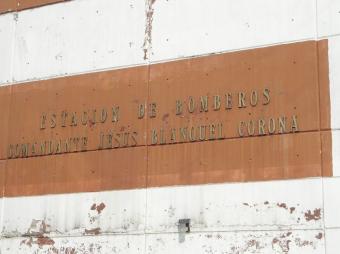 ESTACION DE BOMBEROS
COMANDANTE JESUS BLANQUEL CORONA